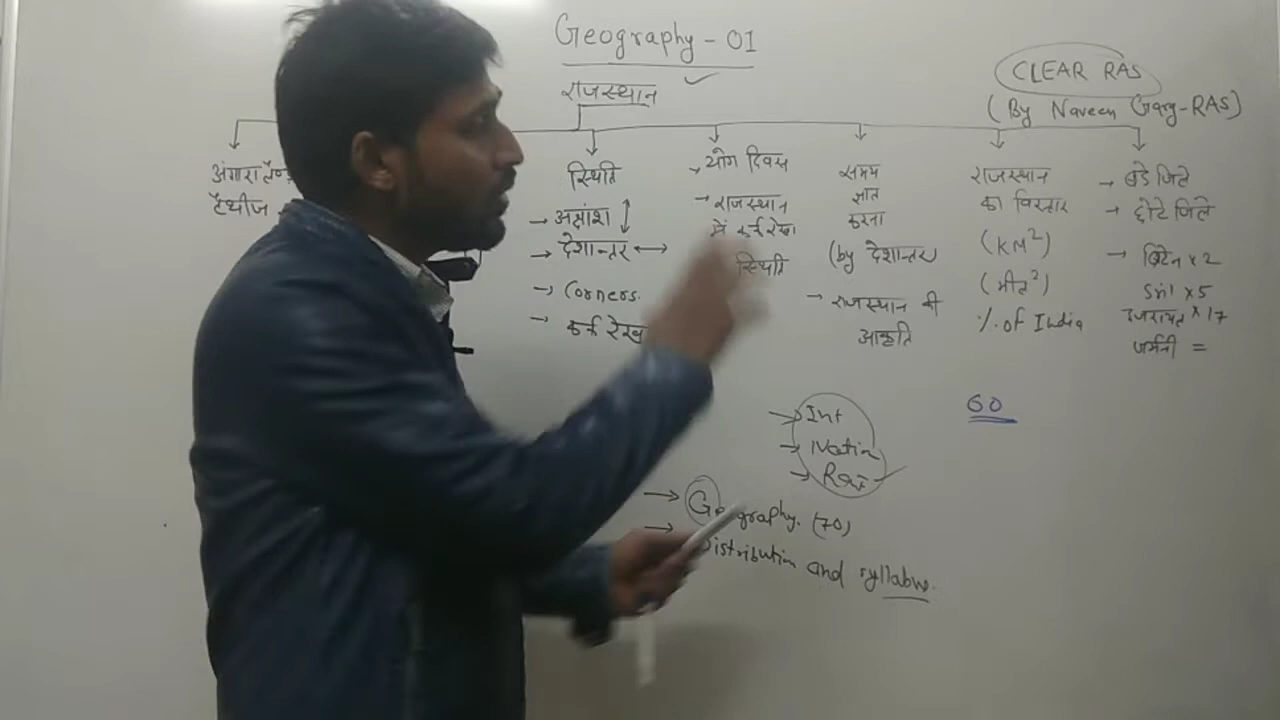 Geography - 01
राजस्थान
CLEAR RAS
(By Naveen Garg-RAS)
अंगारा
टैथीज
स्थिति
→ अक्षांश
→ देशान्तर
→ Corners.
→ कर्क रेखा
→ योग दिवस
→ राजस्थान
में कर्क रेखा
स्थिति
समय
ज्ञात
करना
(by देशान्तर)
→ राजस्थान की
आकृति
राजस्थान
का विस्तार
(KM²)
(मील²)
% of India
→ बडे जिले
→ छोटे जिले
→ ब्रिटेन x 2
x 5
इजरायल x 17
जर्मनी =
60
→ Int
→ Natin
→ Raj
→ Geography. (70)
→ Distribution and syllabus.